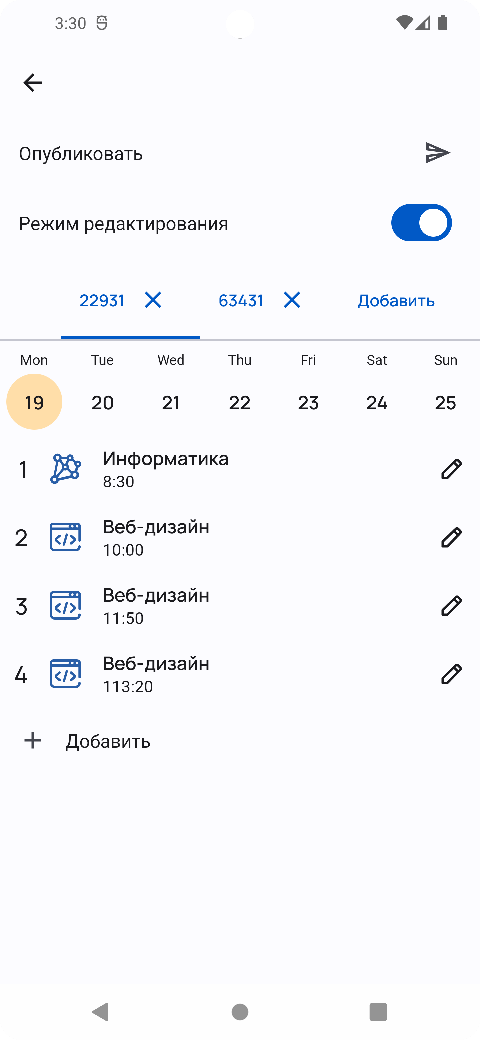 3:30
Опубликовать
Режим редактирования
22931 63431 Добавить
Mon Tue Wed Thu Fri Sat Sun
19 20 21 22 23 24 25
1 Информатика
8:30
2 Веб-дизайн
10:00
3 Веб-дизайн
11:50
4 Веб-дизайн
113:20
Добавить